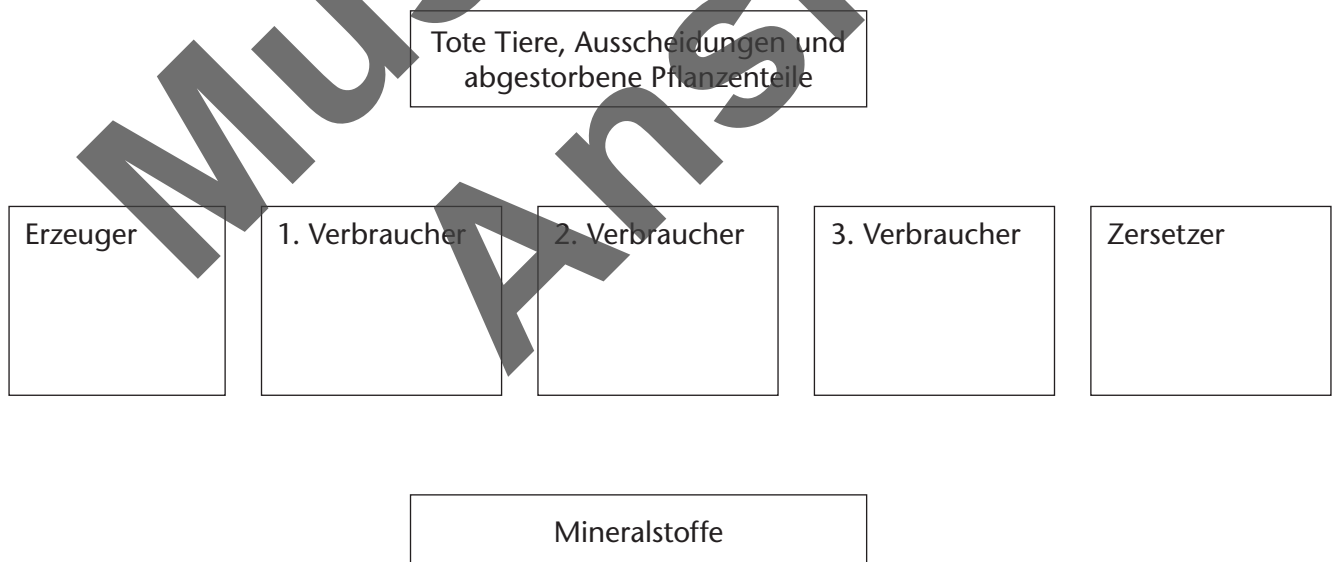 Tote Tiere, Ausscheidungen und
abgestorbene Pflanzenteile
Erzeuger
1. Verbraucher
2. Verbraucher
3. Verbraucher
Zersetzer
Mineralstoffe